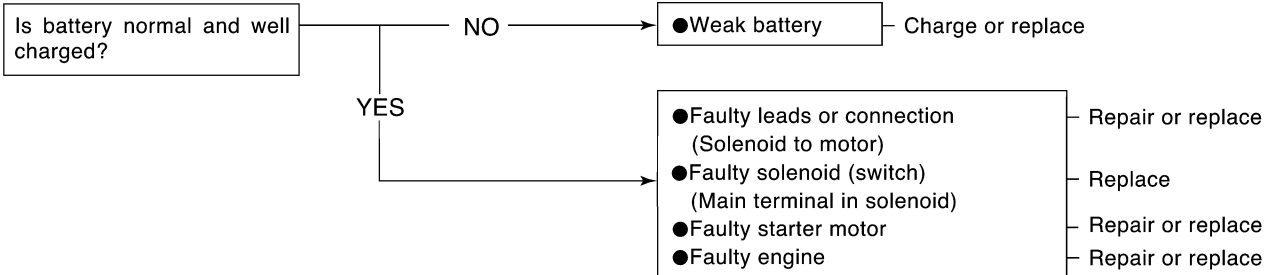 Is battery normal and well
charged?
NO
●Weak battery
Charge or replace
YES
●Faulty leads or connection
(Solenoid to motor)
Repair or replace
●Faulty solenoid (switch)
(Main terminal in solenoid)
Replace
●Faulty starter motor
Repair or replace
●Faulty engine
Repair or replace